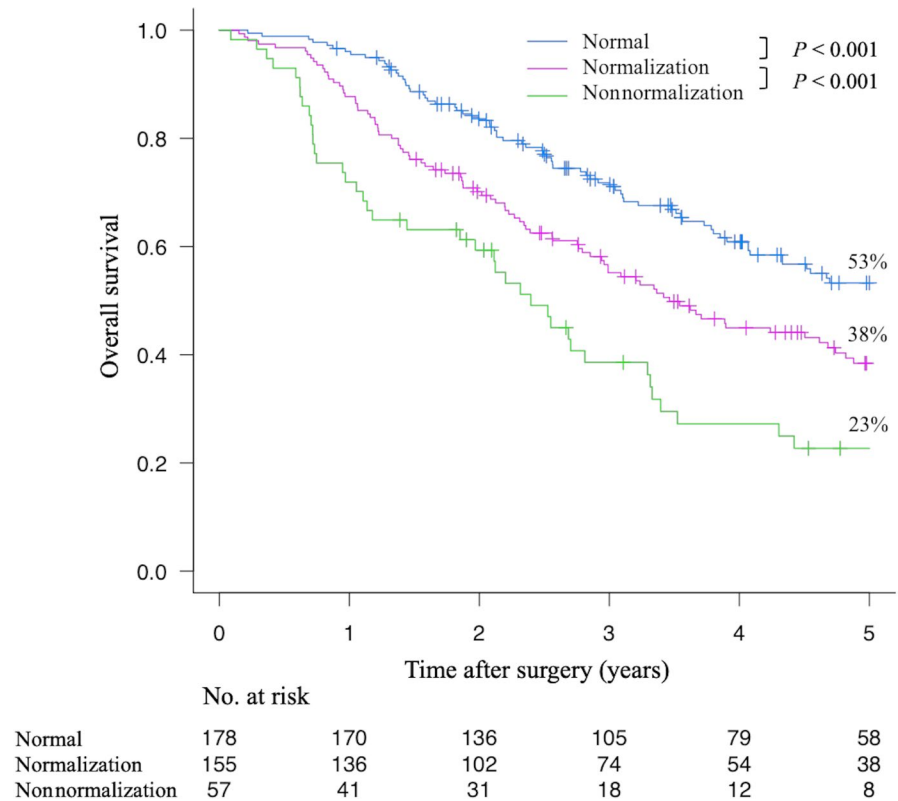 1.0
0.8
0.6
0.4
0.2
0.0
Overall survival
Normal
Normalization
Nonnormalization
P < 0.001
P < 0.001
53%
38%
23%
0 1 2 3 4 5
Time after surgery (years)
No. at risk
Normal 178 170 136 105 79 58
Normalization 155 136 102 74 54 38
Nonnormalization 57 41 31 18 12 8